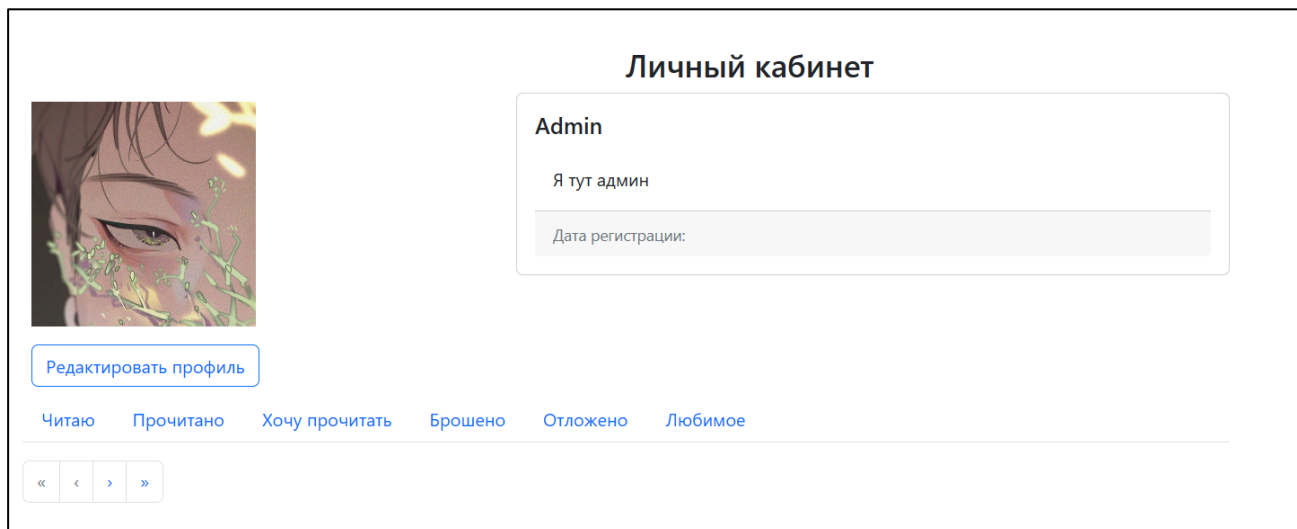 Личный кабинет
Admin
Я тут админ
Дата регистрации:
Редактировать профиль
Читаю Прочитано Хочу прочитать Брошено Отложено Любимое
« ‹ › »